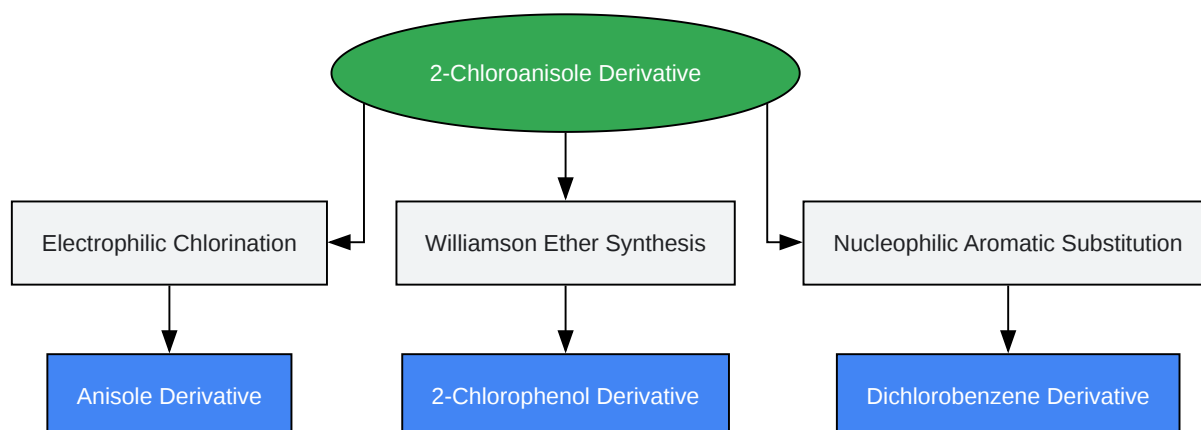 2-Chloroanisole Derivative
Electrophilic Chlorination
Williamson Ether Synthesis
Nucleophilic Aromatic Substitution
Anisole Derivative
2-Chlorophenol Derivative
Dichlorobenzene Derivative